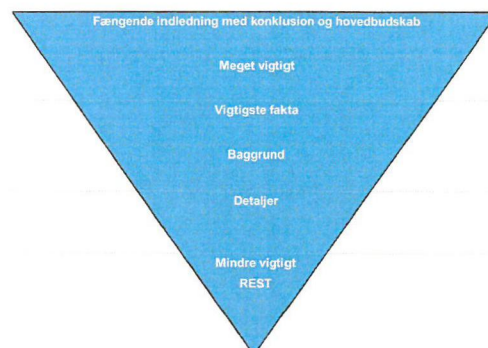 Fængende indledning med konklusion og hovedbudskab
Meget vigtigt
Vigtigste fakta
Baggrund
Detaljer
Mindre vigtigt
REST